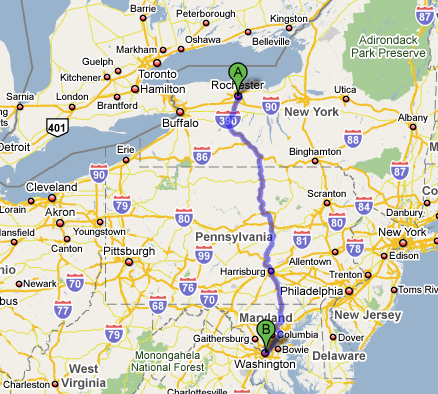 Barrie
Peterborough
Kingston
Lindsay
Belleville
Markham
Oshawa
Adirondack
Park Preserve
Guelph
Toronto
Kitchener
Hamilton
Sarnia
London
Brantford
A
Rochester
401
Buffalo
390
90
Utica
New York
Albany
90
88
87
Erie
86
Binghamton
90
Cleveland
Lorain
Akron
Youngstown
Canton
79
80
Scranton
84
Danbury
Mansfield
Pennsylvania
81
New York
Pittsburgh
99
Allentown
78
Edison
Harrisburg
Trenton
Toms River
Newark
76
70
68
Philadelphia
77
79
Maryland
New Jersey
B
Columbia
Gaithersburg
Bowie
Dover
Delaware
Washington
Monongahela
National Forest
West
Virginia
Charleston
Charlottesville